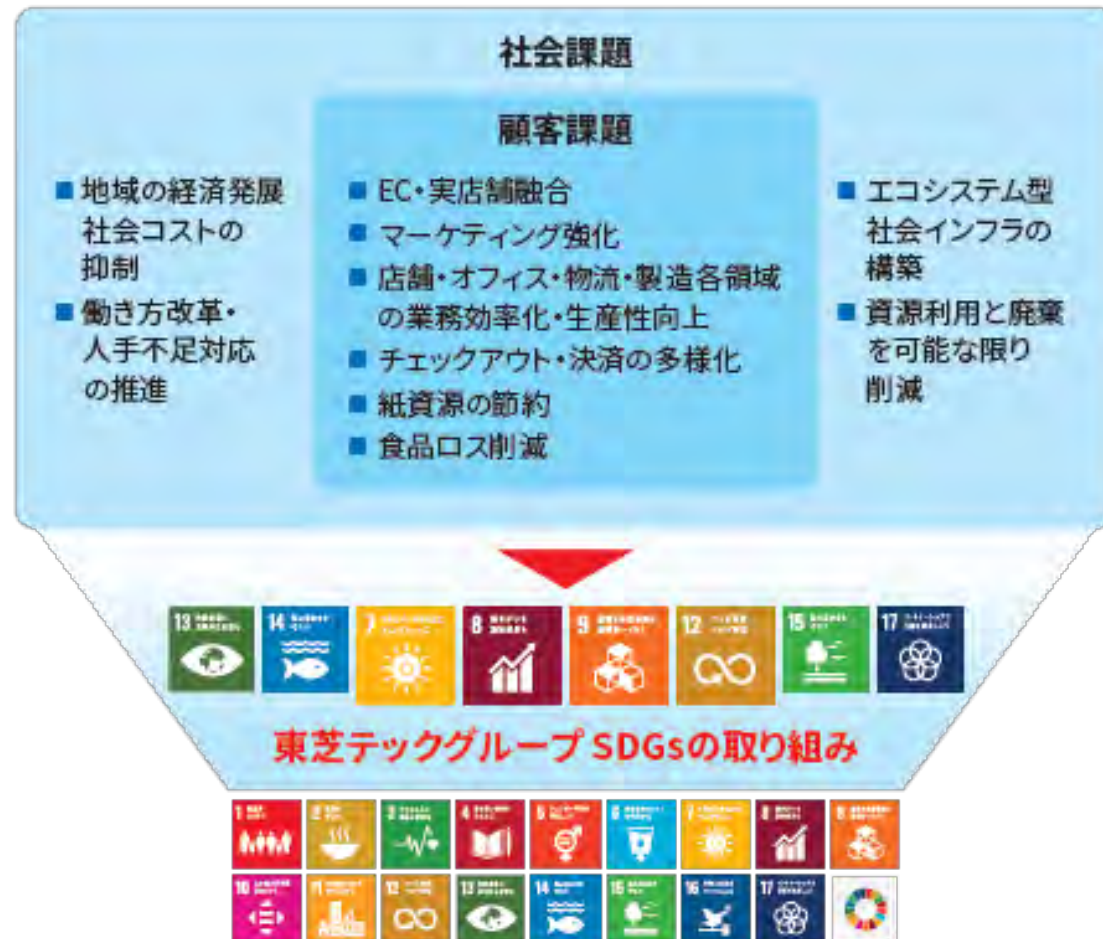 社会課題
顧客課題
■ 地域の経済発展
社会コストの
抑制
■ 働き方改革・
人手不足対応
の推進
■ EC・実店舗融合
■ マーケティング強化
■ 店舗・オフィス・物流・製造各領域
の業務効率化・生産性向上
■ チェックアウト・決済の多様化
■ 紙資源の節約
■ 食品ロス削減
■ エコシステム型
社会インフラの
構築
■ 資源利用と廃棄
を可能な限り
削減
13 14 7 8 9 12 15 17
東芝テックグループ SDGsの取り組み
1 2 3 4 5 6 7 8
10 11 12 13 14 15 16 17